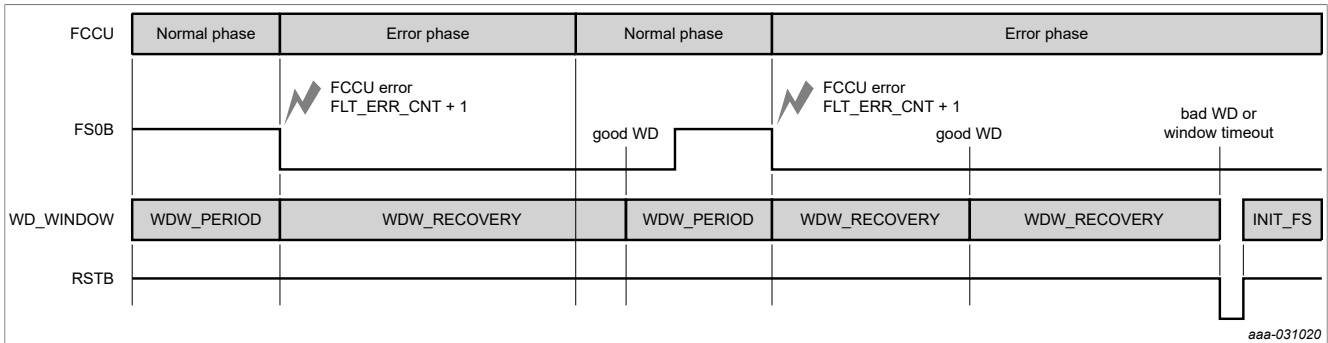 FCCU
Normal phase
Error phase
Normal phase
Error phase
FCCU error
FLT_ERR_CNT + 1
FCCU error
FLT_ERR_CNT + 1
FS0B
good WD
good WD
bad WD or
window timeout
WD_WINDOW
WDW_PERIOD
WDW_RECOVERY
WDW_PERIOD
WDW_RECOVERY
WDW_RECOVERY
INIT_FS
RSTB
aaa-031020